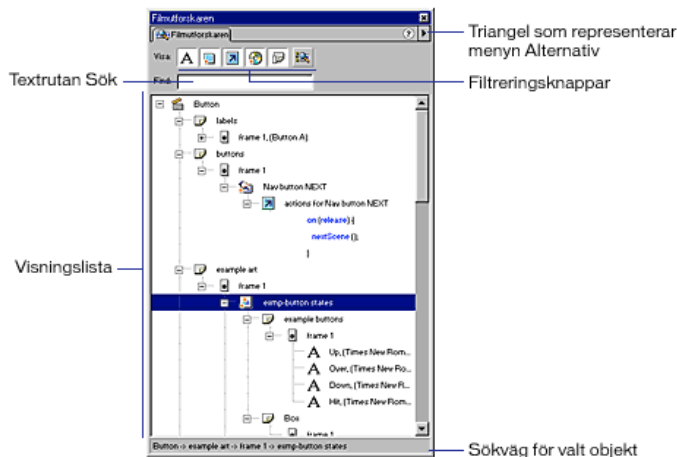 Filmutforskaren
Filmutforskaren
Triangel som representerar
menyn Alternativ
Visa:
Textrutan Sök
Find:
Filtreringsknappar
Button
labels
frame 1, (Button A)
buttons
frame 1
Nav button NEXT
actions for Nav button NEXT
on (release) {
nextScene ();
}
Visningslista
example art
frame 1
exmp-button states
example buttons
frame 1
A Up, (Times New Rom...
A Over, (Times New Rom...
A Down, (Times New R...
A Hit, (Times New Rom...
Box
frame 1
Button -> example art -> frame 1 -> exmp-button states
Sökväg för valt objekt